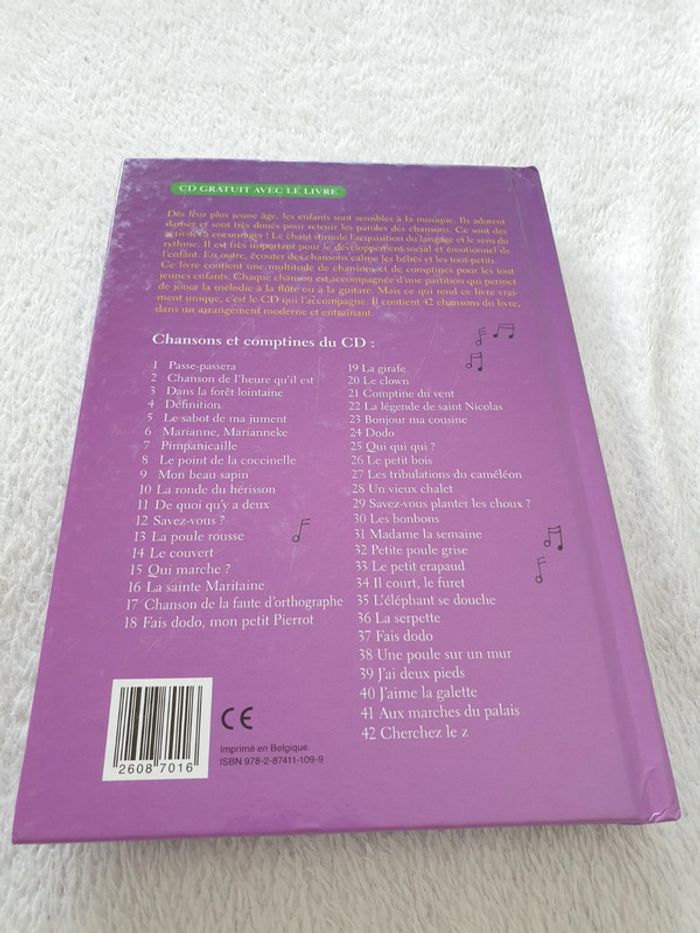 CD GRATUIT AVEC LE LIVRE
Dès leur plus jeune âge, les enfants sont sensibles à la musique. Ils adorent
danser et sont très doués pour retenir les paroles des chansons. Ce sont des
activités à encourager ! Le chant stimule l'acquisition du langage et le sens du
rythme. Il est très important pour le développement social et émotionnel de
l'enfant. En outre, écouter des chansons calme les bébés et les tout-petits.
Ce livre contient une multitude de chansons et de comptines pour les tout
jeunes enfants. Chaque chanson est accompagnée d'une partition qui permet
de jouer la mélodie à la flûte ou à la guitare. Mais ce qui rend ce livre vrai-
ment unique, c'est le CD qui l'accompagne. Il contient 42 chansons du livre,
dans un arrangement moderne et entraînant.
Chansons et comptines du CD :
1 Passe-passera
2 Chanson de l'heure qu'il est
3 Dans la forêt lointaine
4 Définition
5 Le sabot de ma jument
6 Marianne, Marianneke
7 Pimpanicaille
8 Le point de la coccinelle
9 Mon beau sapin
10 La ronde du hérisson
11 De quoi qu'y a deux
12 Savez-vous ?
13 La poule rousse
14 Le couvert
15 Qui marche ?
16 La sainte Maritaine
17 Chanson de la faute d'orthographe
18 Fais dodo, mon petit Pierrot
19 La girafe
20 Le clown
21 Comptine du vent
22 La légende de saint Nicolas
23 Bonjour ma cousine
24 Dodo
25 Qui qui qui ?
26 Le petit bois
27 Les tribulations du caméléon
28 Un vieux chalet
29 Savez-vous planter les choux ?
30 Les bonbons
31 Madame la semaine
32 Petite poule grise
33 Le petit crapaud
34 Il court, le furet
35 L'éléphant se douche
36 La serpette
37 Fais dodo
38 Une poule sur un mur
39 J'ai deux pieds
40 J'aime la galette
41 Aux marches du palais
42 Cherchez le z
2608 7016
CE
Imprimé en Belgique.
ISBN 978-2-87411-109-9